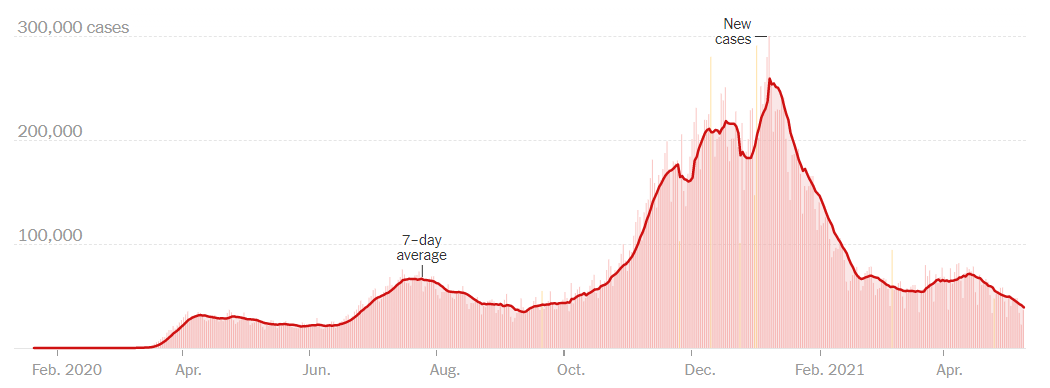 300,000 cases
New
cases
200,000
7–day
average
100,000
Feb. 2020
Apr.
Jun.
Aug.
Oct.
Dec.
Feb. 2021
Apr.